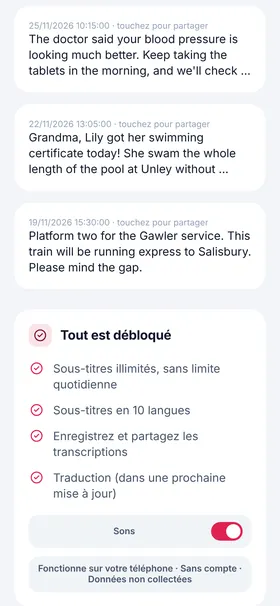 25/11/2026 10:15:00 · touchez pour partager
The doctor said your blood pressure is
looking much better. Keep taking the
tablets in the morning, and we'll check ...
22/11/2026 13:05:00 · touchez pour partager
Grandma, Lily got her swimming
certificate today! She swam the whole
length of the pool at Unley without ...
19/11/2026 15:30:00 · touchez pour partager
Platform two for the Gawler service. This
train will be running express to Salisbury.
Please mind the gap.
Tout est débloqué
Sous-titres illimités, sans limite
quotidienne
Sous-titres en 10 langues
Enregistrez et partagez les
transcriptions
Traduction (dans une prochaine
mise à jour)
Sons
Fonctionne sur votre téléphone · Sans compte ·
Données non collectées